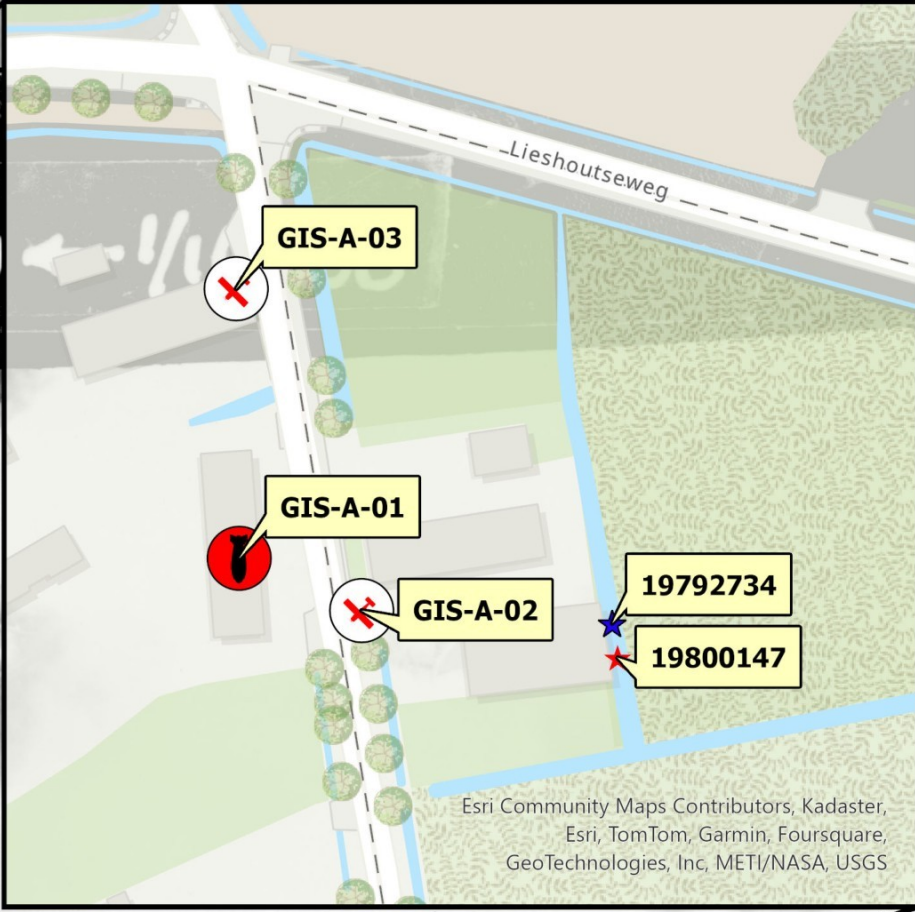 Lieshoutseweg
GIS-A-03
GIS-A-01
19792734
GIS-A-02
19800147
Esri Community Maps Contributors, Kadaster,
Esri, TomTom, Garmin, Foursquare,
GeoTechnologies, Inc, METI/NASA, USGS